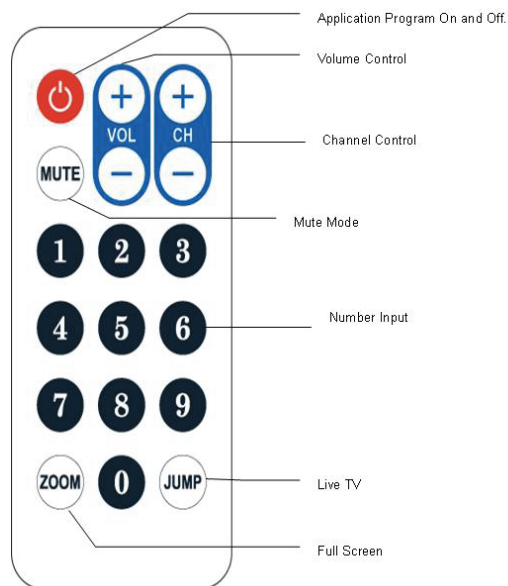 Application Program On and Off.
Volume Control
+ +
VOL CH
Channel Control
− −
MUTE
Mute Mode
1 2 3
4 5 6
Number Input
7 8 9
ZOOM 0 JUMP
Live TV
Full Screen